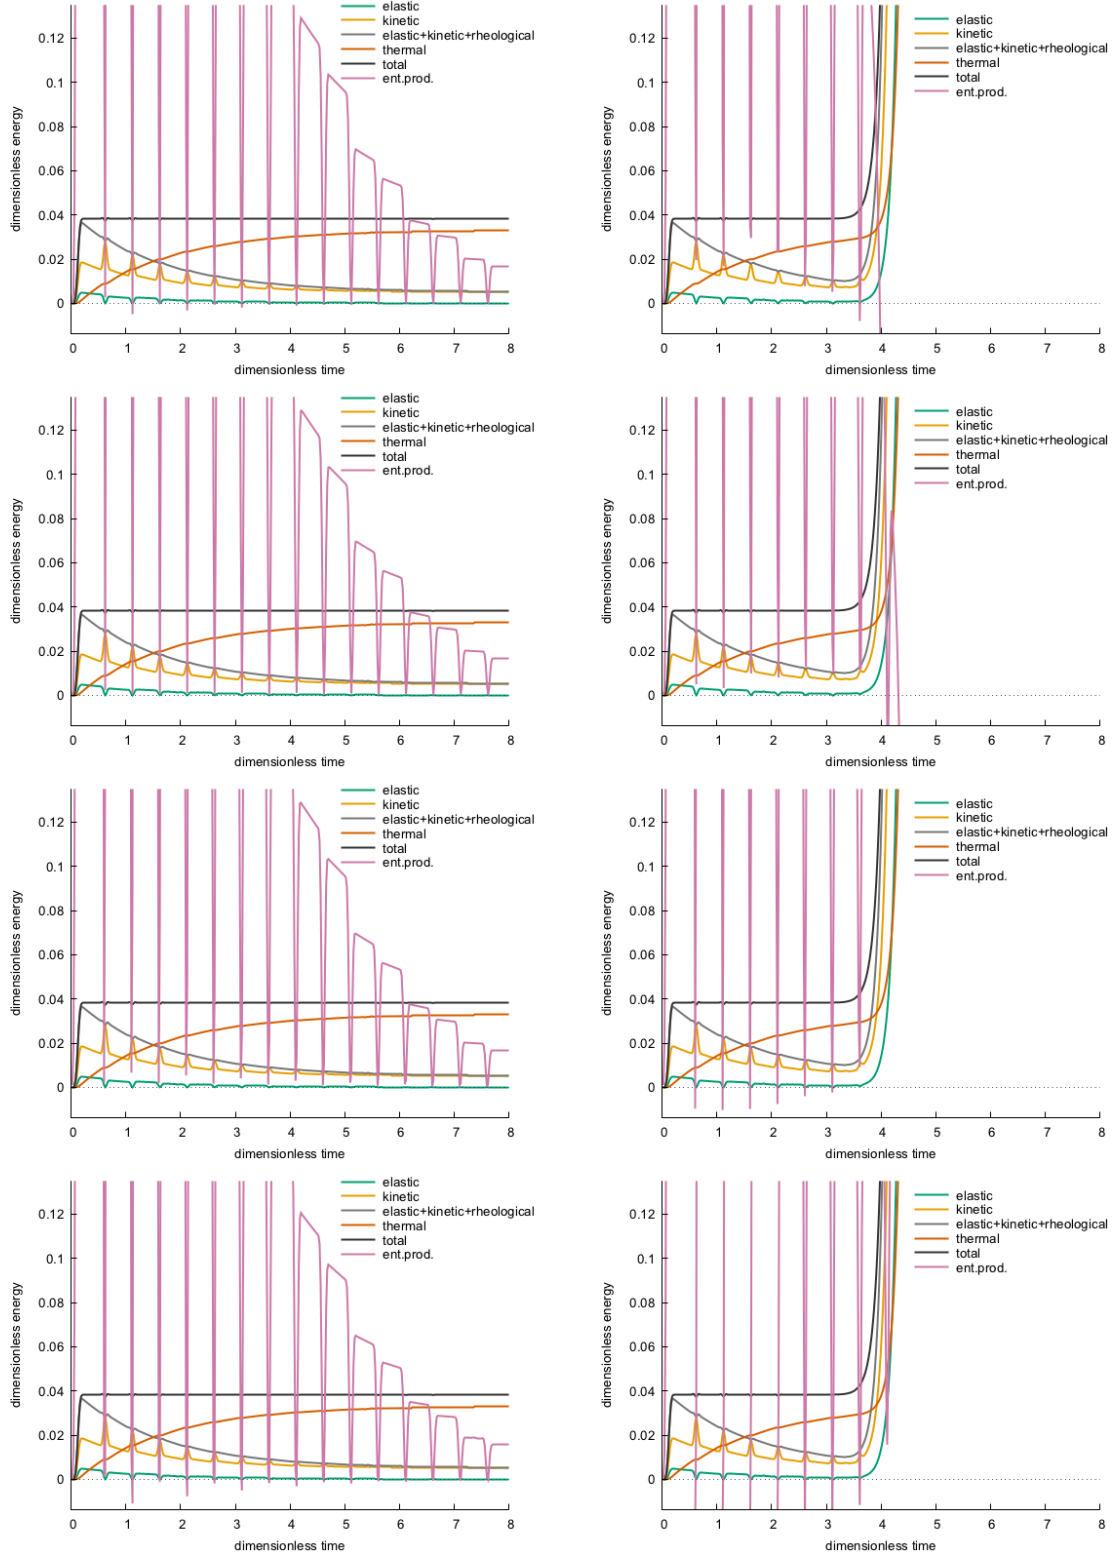 elastic
kinetic
elastic+kinetic+rheological
thermal
total
ent.prod.
dimensionless energy
0.12
0.1
0.08
0.06
0.04
0.02
0
0 1 2 3 4 5 6 7 8
dimensionless time
elastic
kinetic
elastic+kinetic+rheological
thermal
total
ent.prod.
dimensionless energy
0.12
0.1
0.08
0.06
0.04
0.02
0
0 1 2 3 4 5 6 7 8
dimensionless time
elastic
kinetic
elastic+kinetic+rheological
thermal
total
ent.prod.
dimensionless energy
0.12
0.1
0.08
0.06
0.04
0.02
0
0 1 2 3 4 5 6 7 8
dimensionless time
elastic
kinetic
elastic+kinetic+rheological
thermal
total
ent.prod.
dimensionless energy
0.12
0.1
0.08
0.06
0.04
0.02
0
0 1 2 3 4 5 6 7 8
dimensionless time
elastic
kinetic
elastic+kinetic+rheological
thermal
total
ent.prod.
dimensionless energy
0.12
0.1
0.08
0.06
0.04
0.02
0
0 1 2 3 4 5 6 7 8
dimensionless time
elastic
kinetic
elastic+kinetic+rheological
thermal
total
ent.prod.
dimensionless energy
0.12
0.1
0.08
0.06
0.04
0.02
0
0 1 2 3 4 5 6 7 8
dimensionless time
elastic
kinetic
elastic+kinetic+rheological
thermal
total
ent.prod.
dimensionless energy
0.12
0.1
0.08
0.06
0.04
0.02
0
0 1 2 3 4 5 6 7 8
dimensionless time
elastic
kinetic
elastic+kinetic+rheological
thermal
total
ent.prod.
dimensionless energy
0.12
0.1
0.08
0.06
0.04
0.02
0
0 1 2 3 4 5 6 7 8
dimensionless time